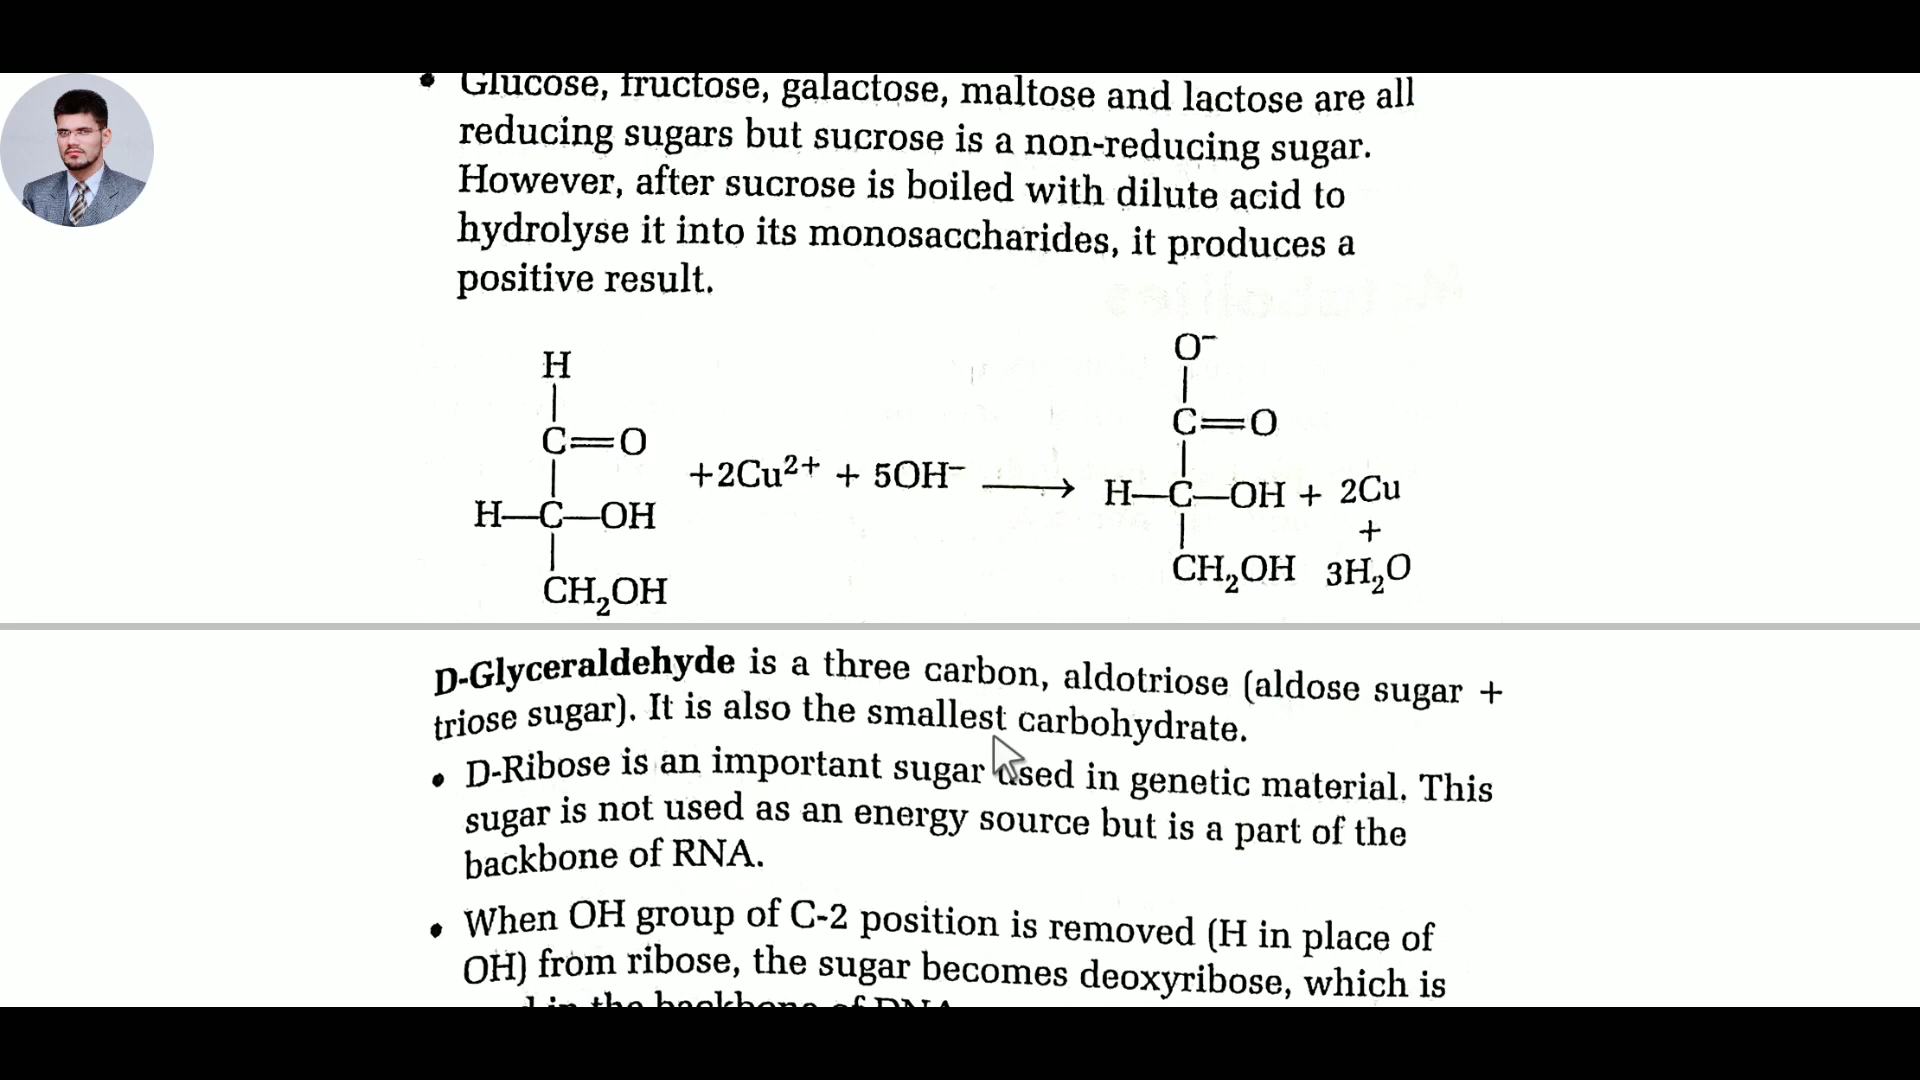 • Glucose, fructose, galactose, maltose and lactose are all
reducing sugars but sucrose is a non-reducing sugar.
However, after sucrose is boiled with dilute acid to
hydrolyse it into its monosaccharides, it produces a
positive result.
H
C=O
H—C—OH
CH₂OH
+2Cu²⁺ + 5OH⁻ ⟶
O⁻
C=O
H—C—OH + 2Cu
+
CH₂OH 3H₂O
D-Glyceraldehyde is a three carbon, aldotriose (aldose sugar +
triose sugar). It is also the smallest carbohydrate.
• D-Ribose is an important sugar used in genetic material. This
sugar is not used as an energy source but is a part of the
backbone of RNA.
• When OH group of C-2 position is removed (H in place of
OH) from ribose, the sugar becomes deoxyribose, which is
in the backbone of DNA